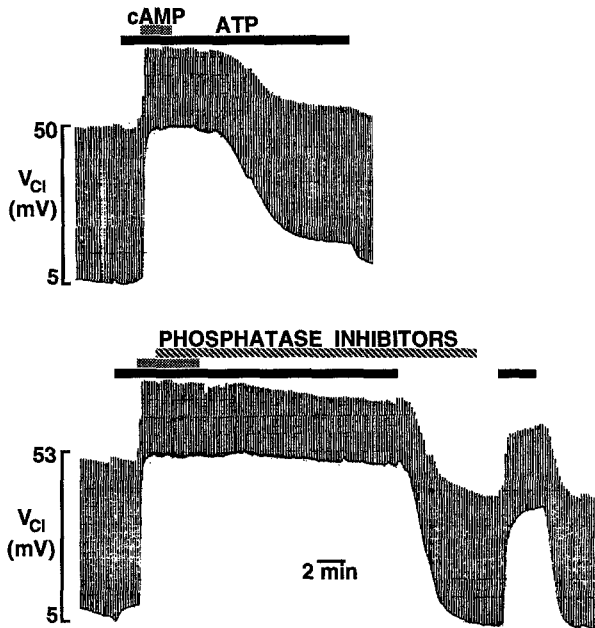 cAMP
ATP
50
VCl
(mV)
5
PHOSPHATASE INHIBITORS
53
VCl
(mV)
5
2 min